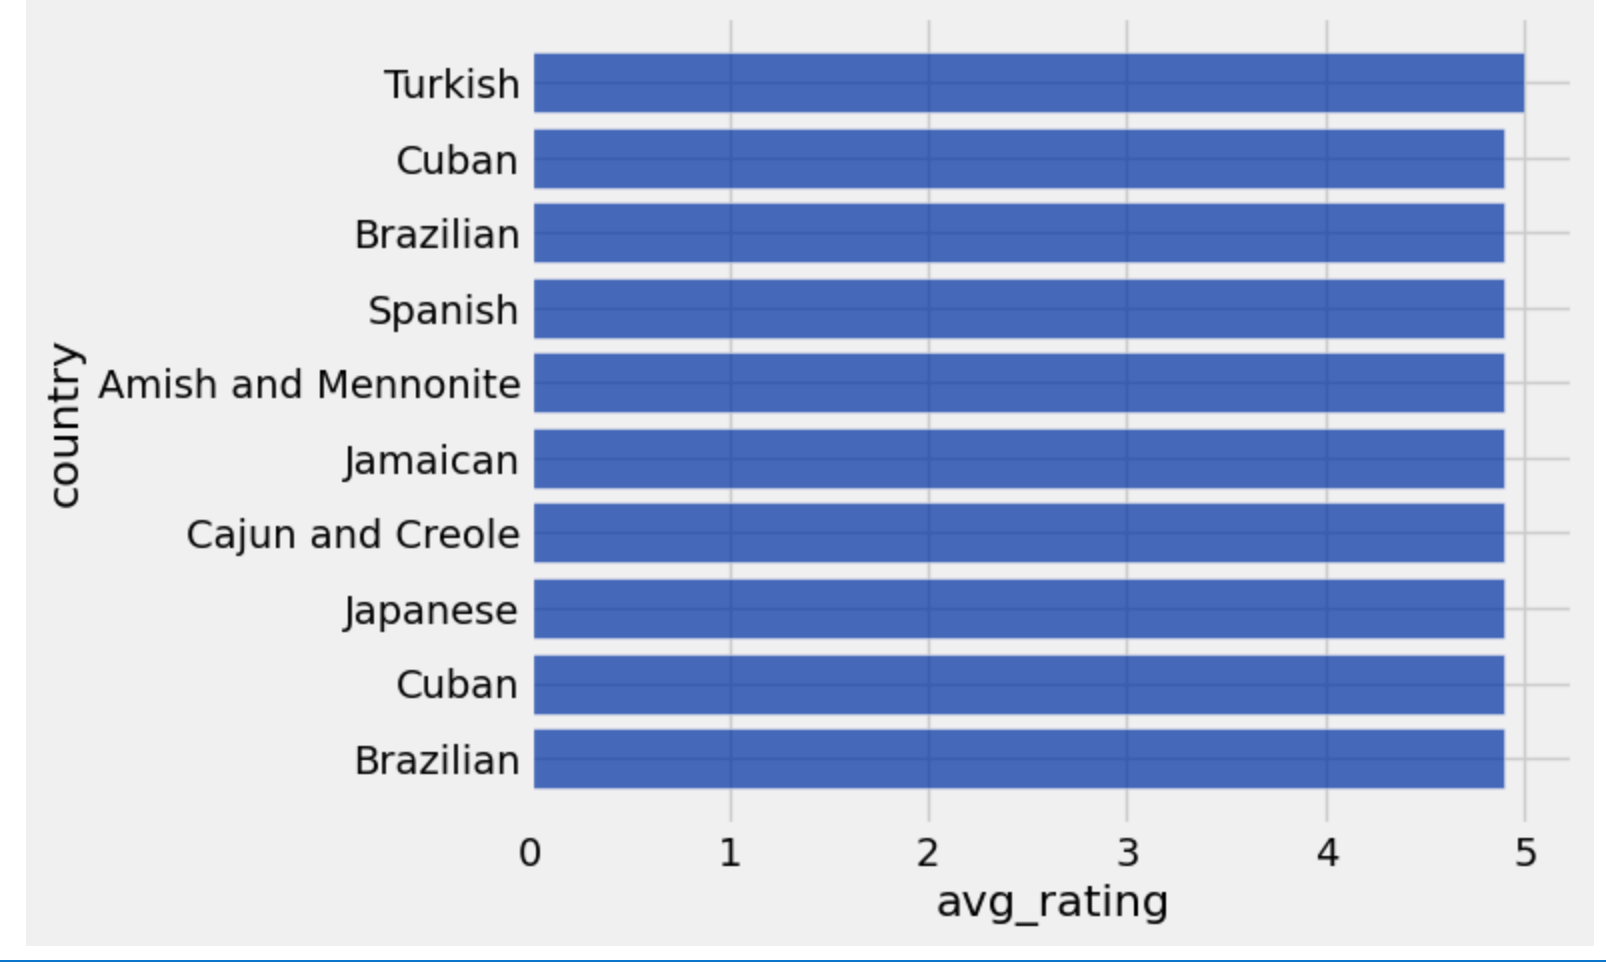 Turkish
Cuban
Brazilian
Spanish
Amish and Mennonite
Jamaican
Cajun and Creole
Japanese
Cuban
Brazilian
country
0 1 2 3 4 5
avg_rating